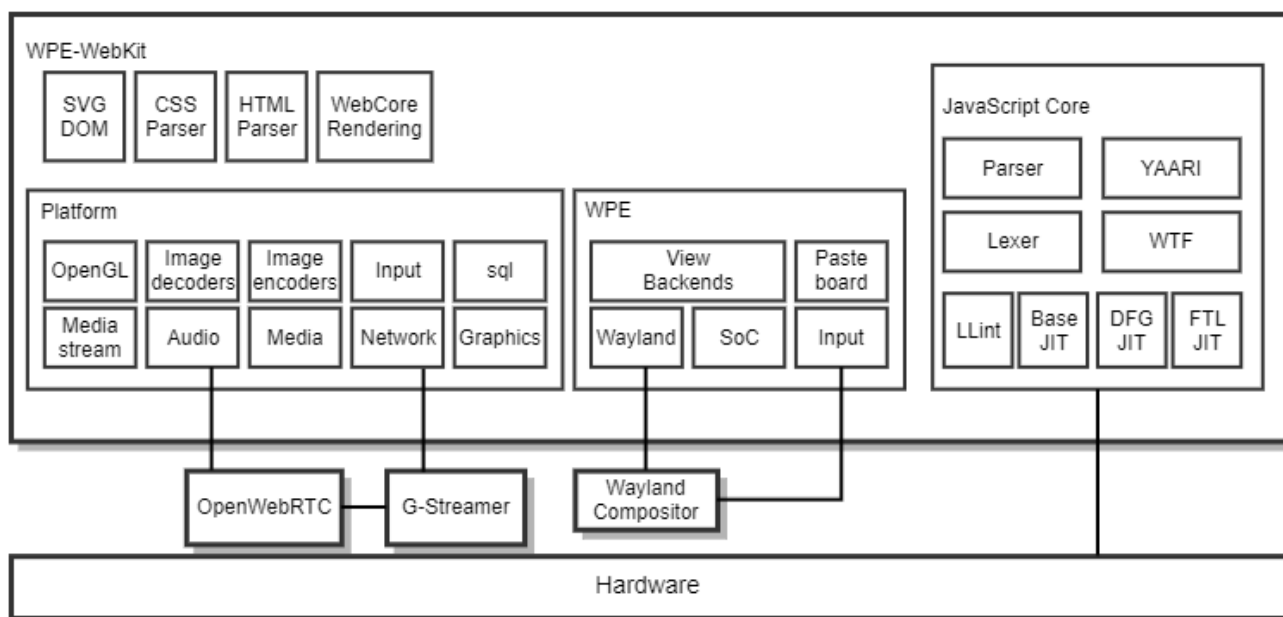 WPE-WebKit
SVG
DOM
CSS
Parser
HTML
Parser
WebCore
Rendering
Platform
OpenGL
Image
decoders
Image
encoders
Input
sql
Media
stream
Audio
Media
Network
Graphics
WPE
View
Backends
Paste
board
Wayland
SoC
Input
JavaScript Core
Parser
YAARI
Lexer
WTF
LLint
Base
JIT
DFG
JIT
FTL
JIT
OpenWebRTC
G-Streamer
Wayland
Compositor
Hardware